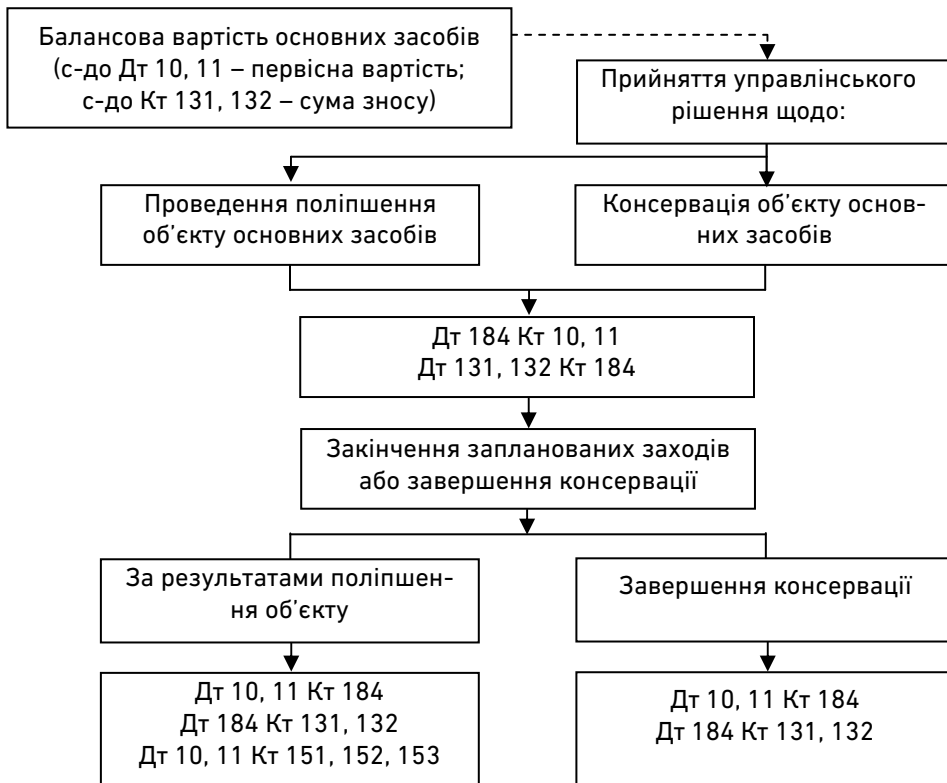 Балансова вартість основних засобів
(с-до Дт 10, 11 – первісна вартість;
с-до Кт 131, 132 – сума зносу)
Прийняття управлінського
рішення щодо:
Проведення поліпшення
об’єкту основних засобів
Консервація об’єкту основ-
них засобів
Дт 184 Кт 10, 11
Дт 131, 132 Кт 184
Закінчення запланованих заходів
або завершення консервації
За результатами поліпшен-
ня об’єкту
Завершення консервації
Дт 10, 11 Кт 184
Дт 184 Кт 131, 132
Дт 10, 11 Кт 151, 152, 153
Дт 10, 11 Кт 184
Дт 184 Кт 131, 132